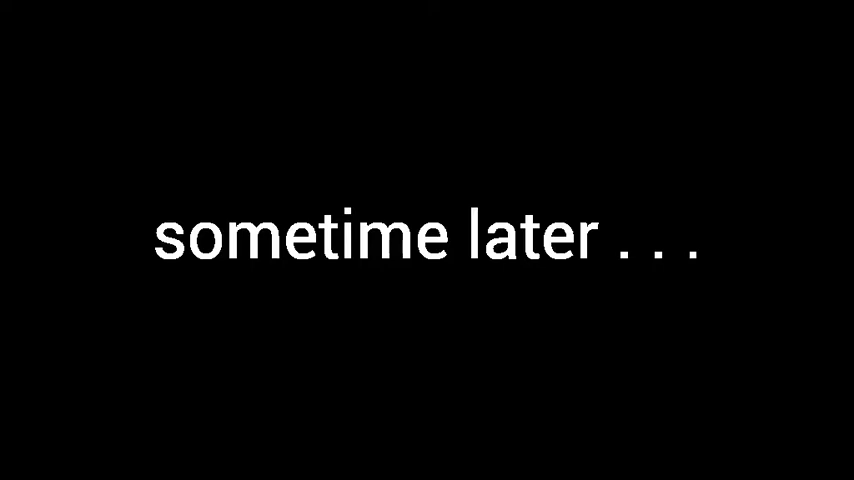 sometime later . . .